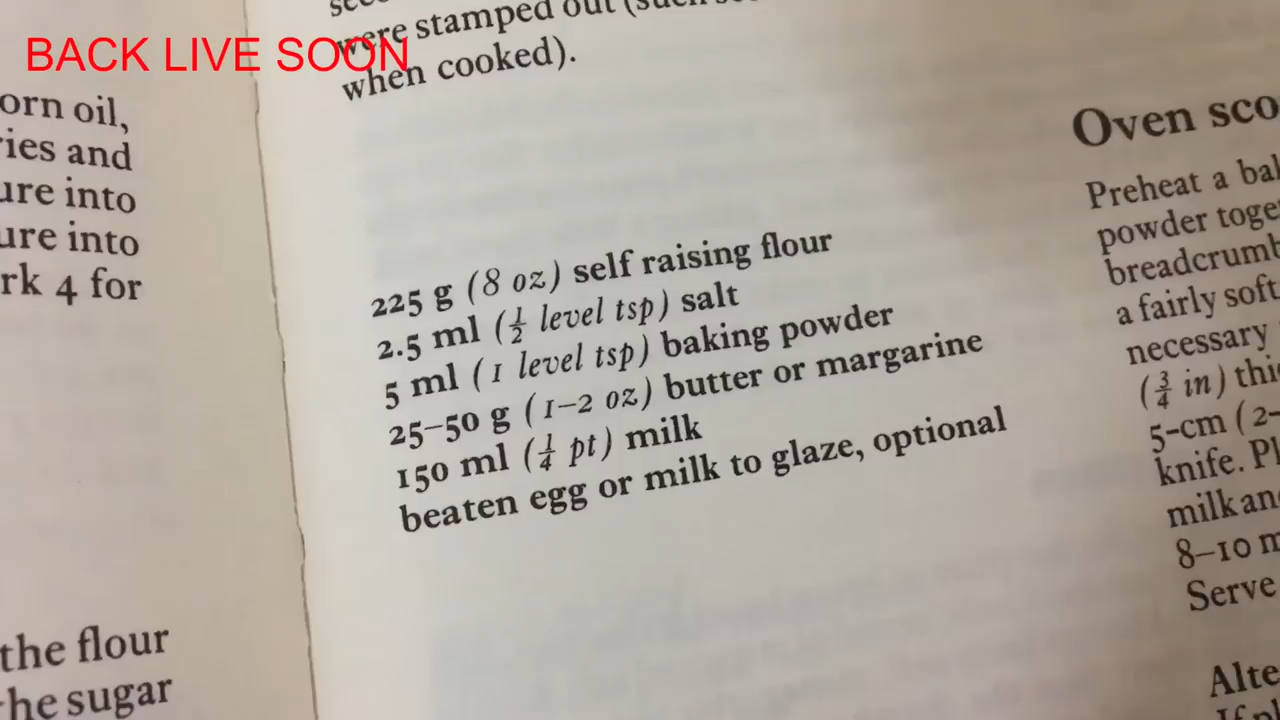 BACK LIVE SOON
were stamped out
when cooked).
orn oil,
ies and
ure into
ure into
rk 4 for
the flour
he sugar
225 g (8 oz) self raising flour
2.5 ml (½ level tsp) salt
5 ml (1 level tsp) baking powder
25–50 g (1–2 oz) butter or margarine
150 ml (¼ pt) milk
beaten egg or milk to glaze, optional
Oven sco
Preheat a bak
powder toge
breadcrumb
a fairly soft
necessary
(¾ in) thi
5-cm (2-
knife. Pl
milk and
8–10 m
Serve
Alte